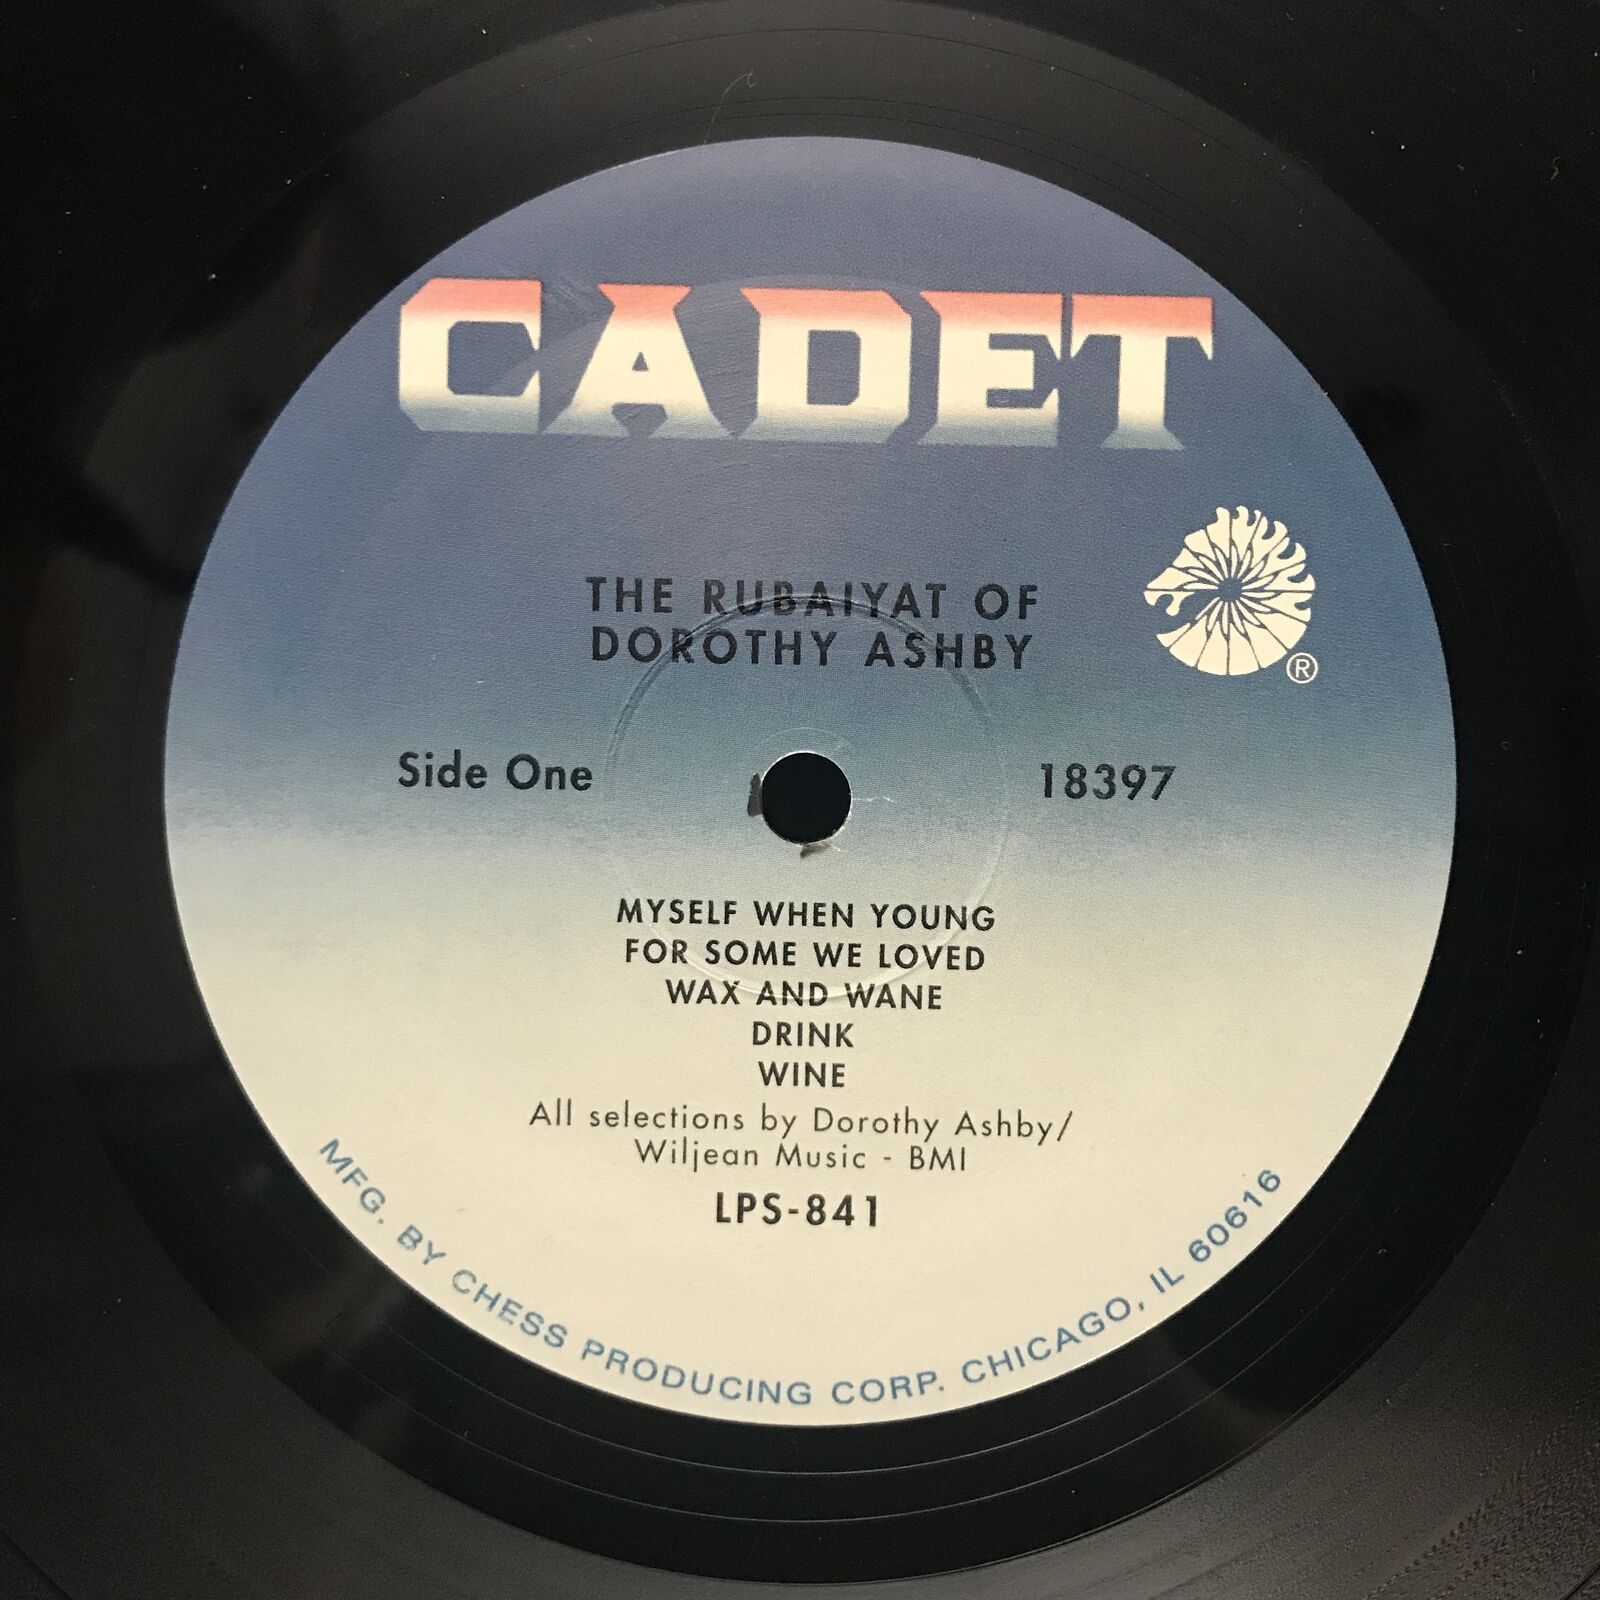 CADET
THE RUBAIYAT OF
DOROTHY ASHBY
®
Side One
18397
MYSELF WHEN YOUNG
FOR SOME WE LOVED
WAX AND WANE
DRINK
WINE
All selections by Dorothy Ashby/
Wiljean Music - BMI
LPS-841
MFG. BY CHESS PRODUCING CORP. CHICAGO, IL 60616